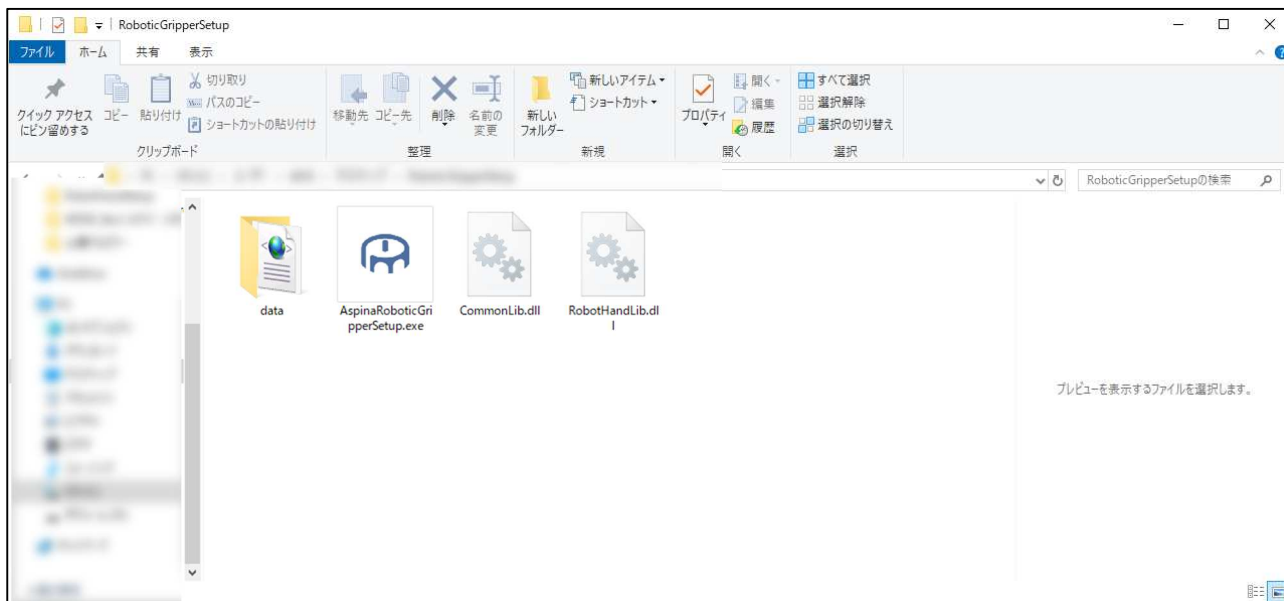 RoboticGripperSetup
ファイル ホーム 共有 表示
クイック アクセス
にピン留めする
コピー
貼り付け
切り取り
パスのコピー
ショートカットの貼り付け
クリップボード
移動先
コピー先
削除
名前の
変更
整理
新しい
フォルダー
新しいアイテム
ショートカット
新規
プロパティ
開く
編集
履歴
開く
すべて選択
選択解除
選択の切り替え
選択
RoboticGripperSetupの検索
data
AspinaRoboticGri
pperSetup.exe
CommonLib.dll
RobotHandLib.dl
l
プレビューを表示するファイルを選択します。